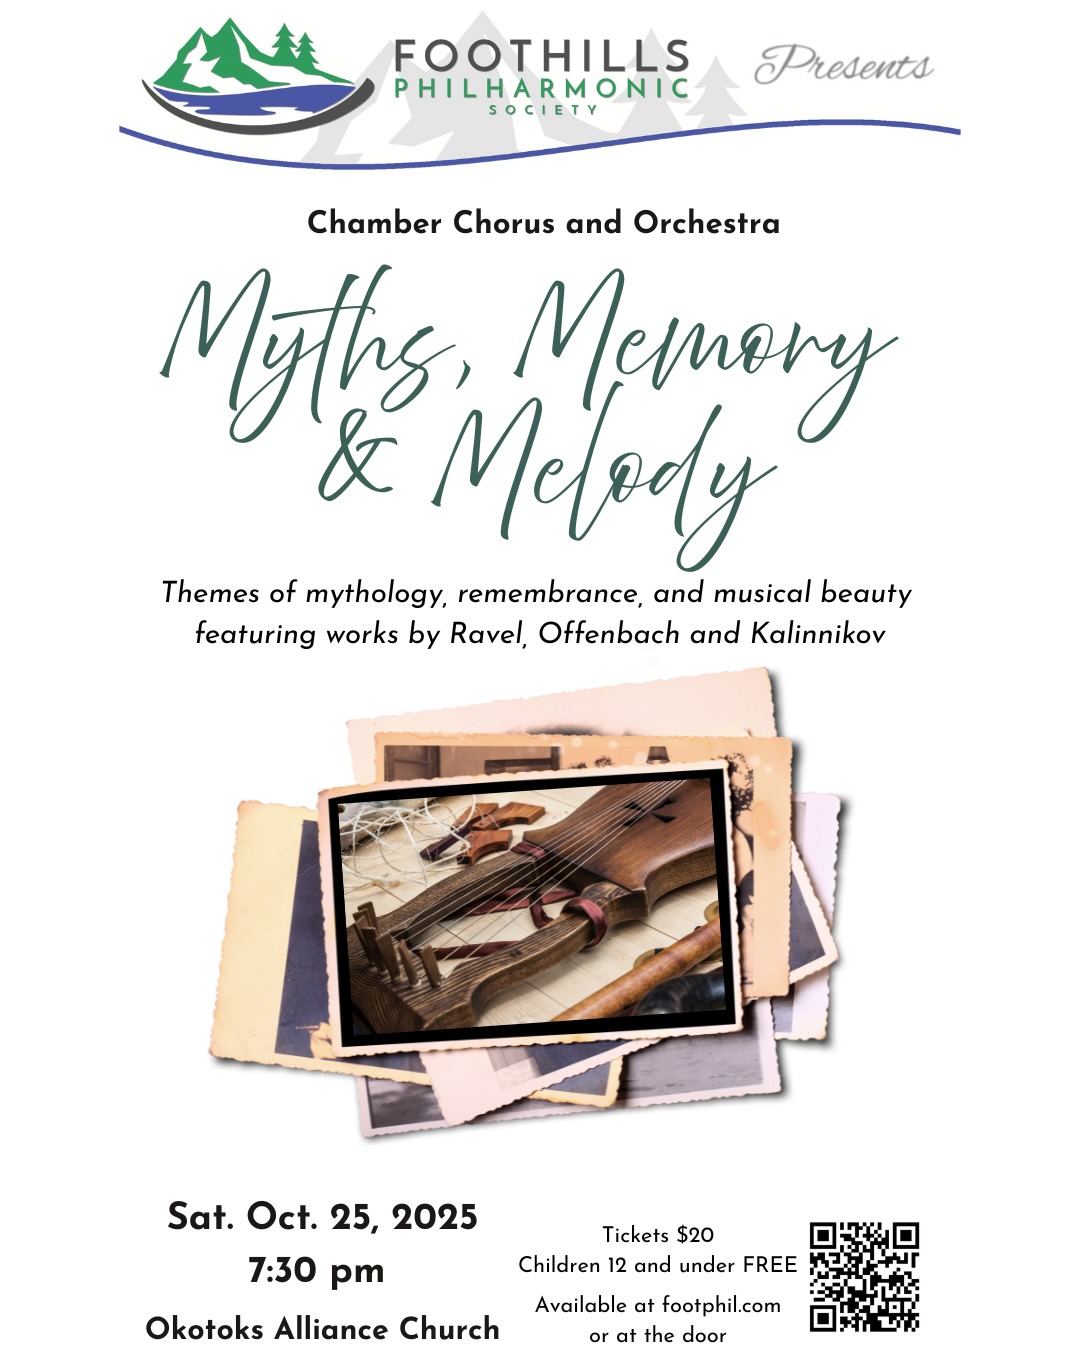 FOOTHILLS
PHILHARMONIC
SOCIETY
Presents
Chamber Chorus and Orchestra
Myths, Memory
& Melody
Themes of mythology, remembrance, and musical beauty
featuring works by Ravel, Offenbach and Kalinnikov
Sat. Oct. 25, 2025
7:30 pm
Okotoks Alliance Church
Tickets $20
Children 12 and under FREE
Available at footphil.com
or at the door